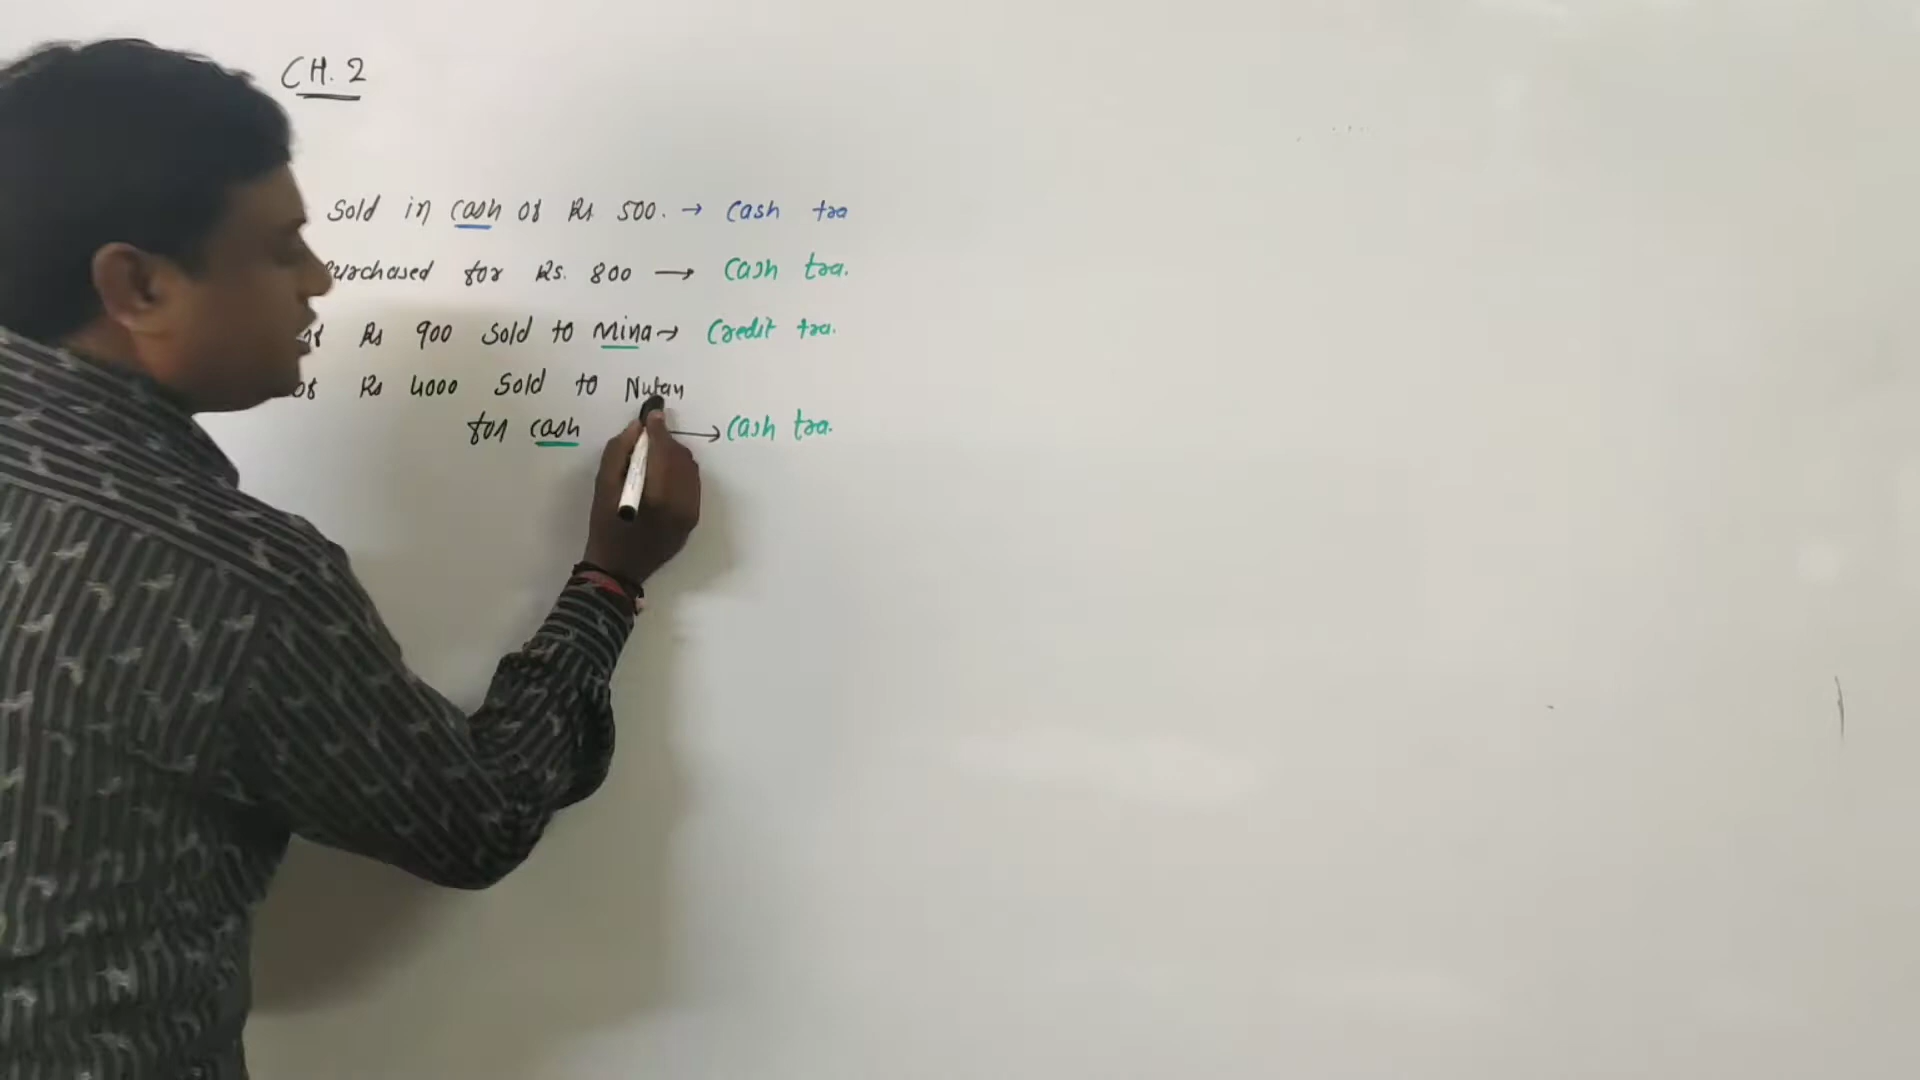 CH. 2
Sold in cash of Rs 500. → Cash tra
Purchased for Rs. 800 → Cash tra.
of Rs 900 Sold to Mina → Credit tra.
of Rs 4000 Sold to Nutan
for cash → Cash tra.